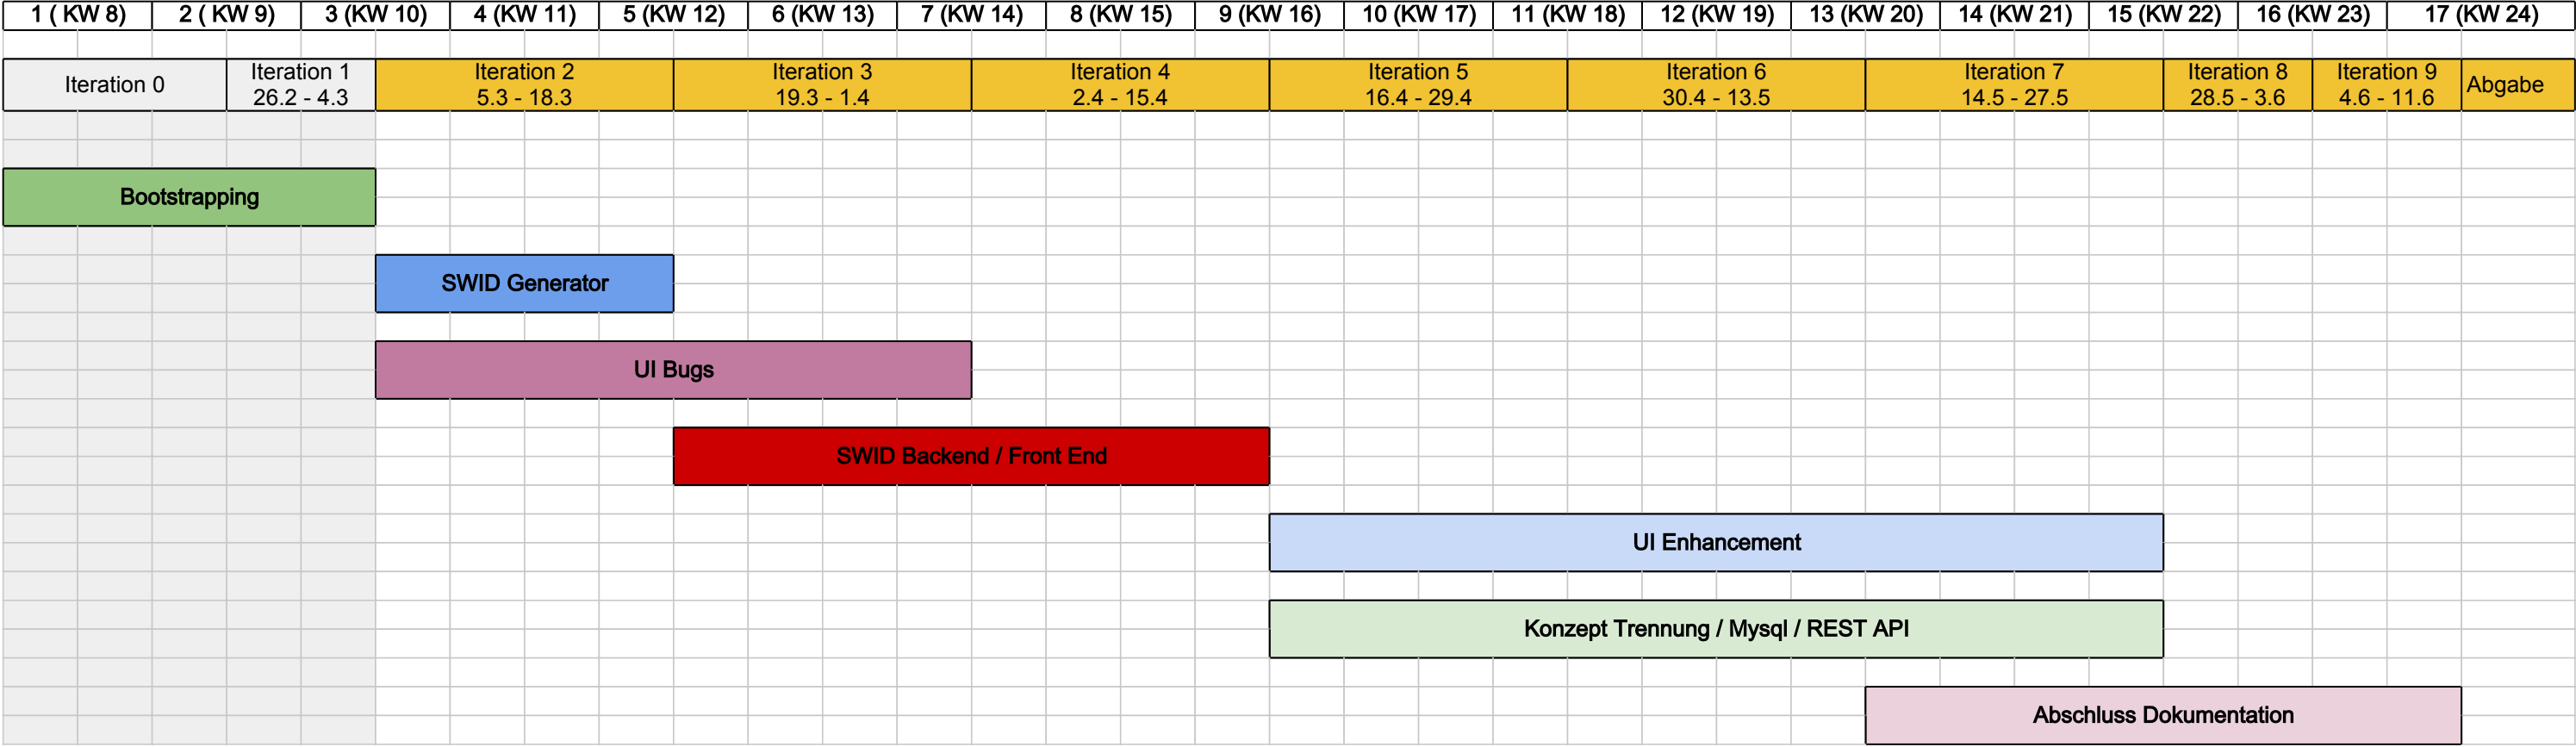 1 ( KW 8) 2 ( KW 9) 3 (KW 10) 4 (KW 11) 5 (KW 12) 6 (KW 13) 7 (KW 14) 8 (KW 15) 9 (KW 16) 10 (KW 17) 11 (KW 18) 12 (KW 19) 13 (KW 20) 14 (KW 21) 15 (KW 22) 16 (KW 23) 17 (KW 24)
Iteration 0
Iteration 1
26.2 - 4.3
Iteration 2
5.3 - 18.3
Iteration 3
19.3 - 1.4
Iteration 4
2.4 - 15.4
Iteration 5
16.4 - 29.4
Iteration 6
30.4 - 13.5
Iteration 7
14.5 - 27.5
Iteration 8
28.5 - 3.6
Iteration 9
4.6 - 11.6
Abgabe
Bootstrapping
SWID Generator
UI Bugs
SWID Backend / Front End
UI Enhancement
Konzept Trennung / Mysql / REST API
Abschluss Dokumentation